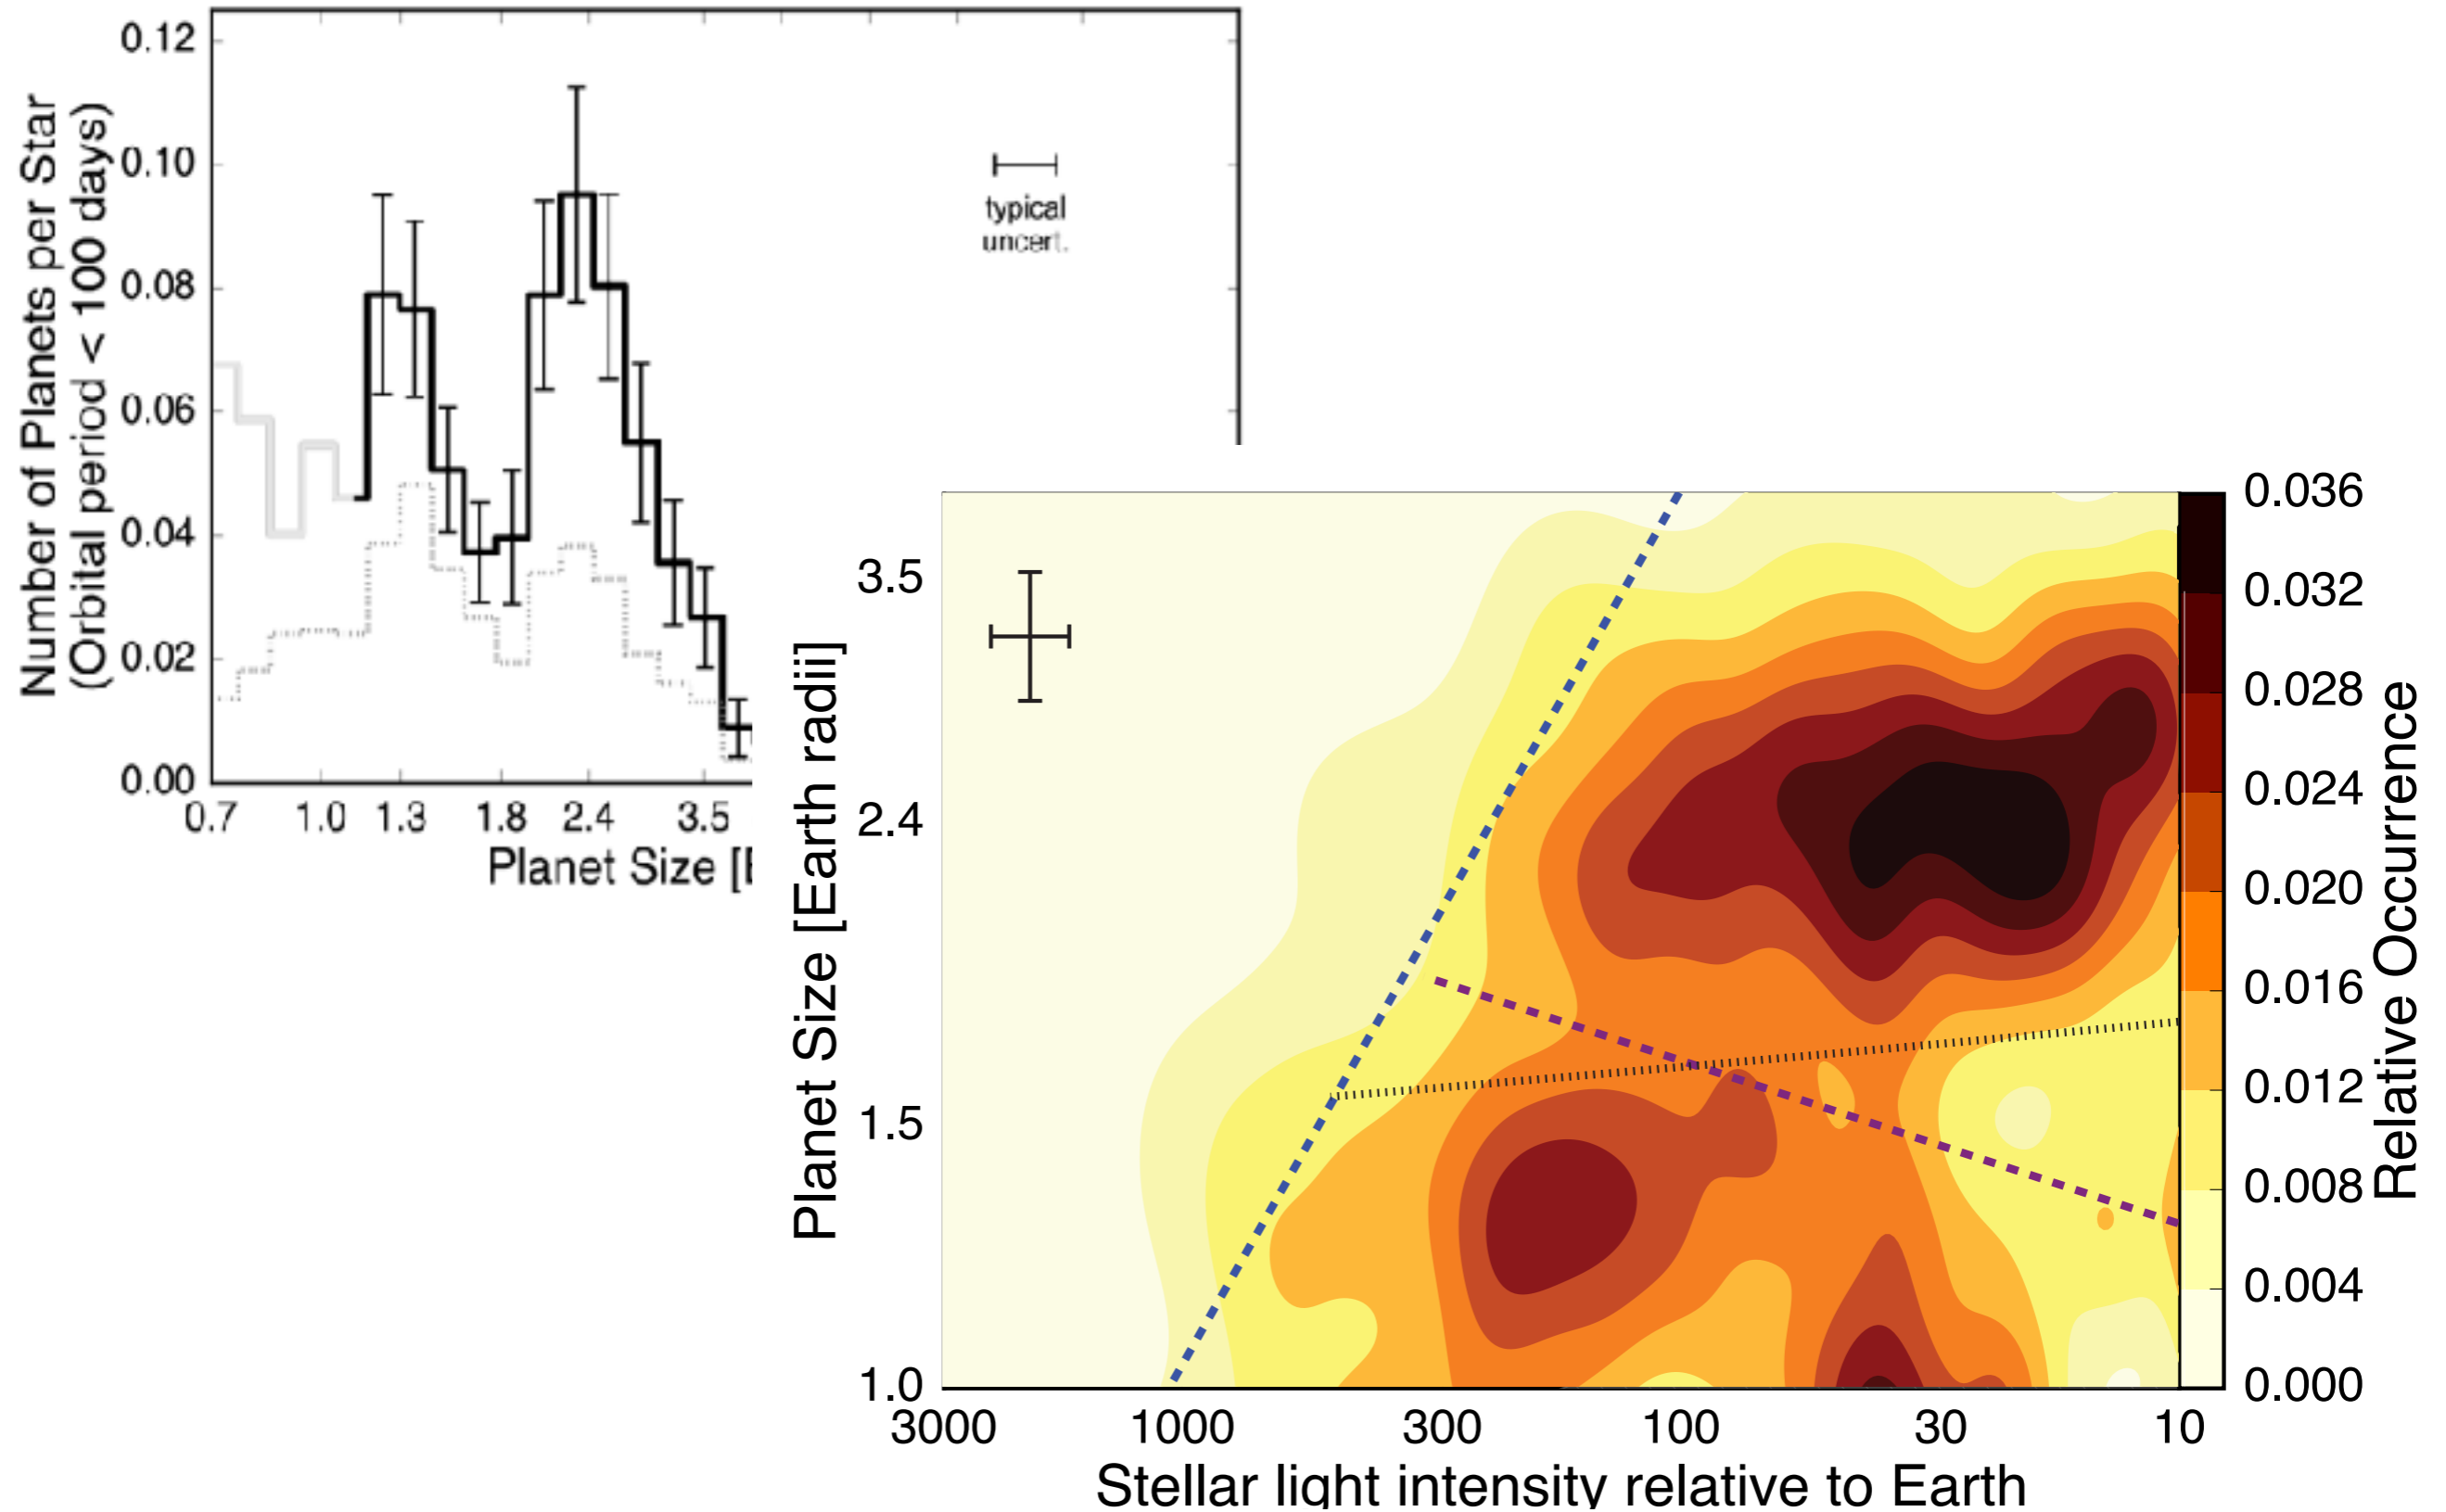 Number of Planets per Star
(Orbital period < 100 days)
0.12
0.10
0.08
0.06
0.04
0.02
0.00
typical
uncert.
0.7 1.0 1.3 1.8 2.4 3.5
Planet Size [
Planet Size [Earth radii]
3.5
2.4
1.5
1.0
3000 1000 300 100 30 10
Stellar light intensity relative to Earth
0.036
0.032
0.028
0.024
0.020
0.016
0.012
0.008
0.004
0.000
Relative Occurrence